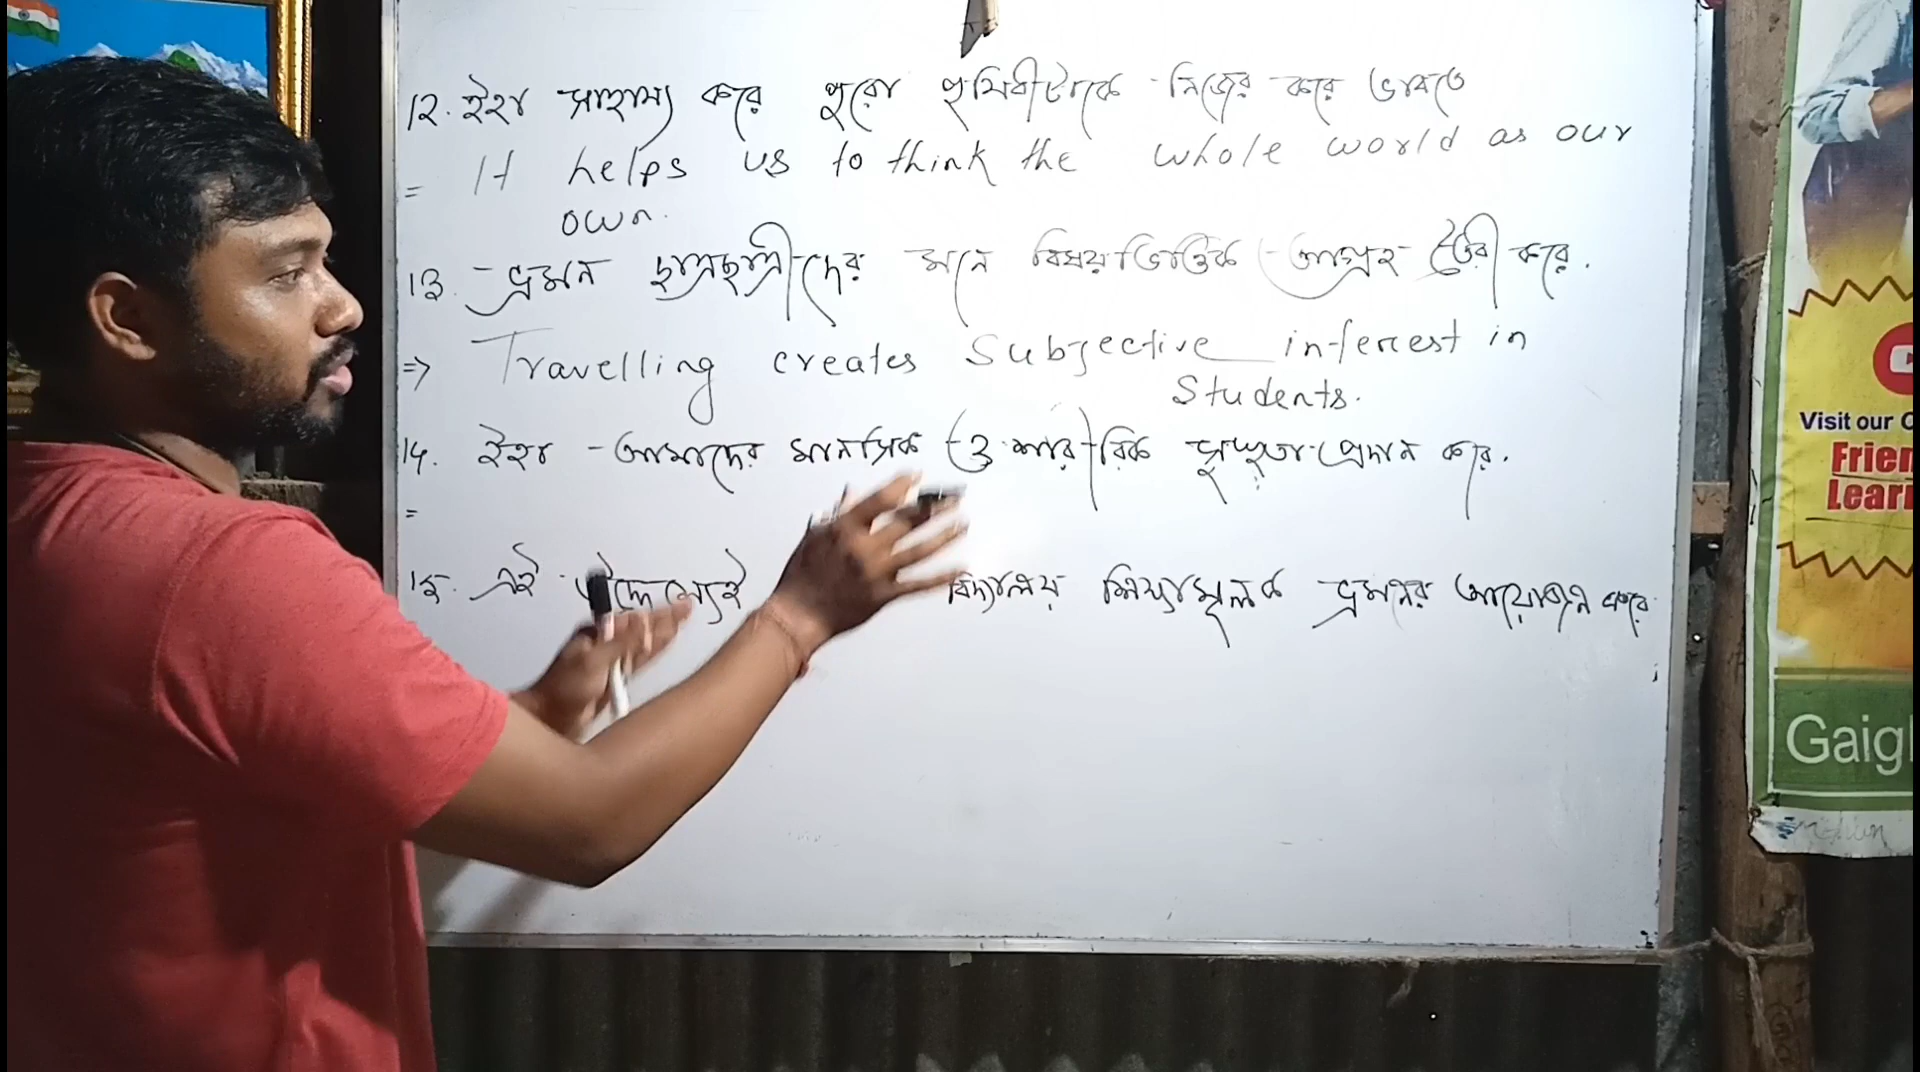 12. ইহা সাহায্য করে পুরো পৃথিবীটাকে নিজের করে ভাবতে
= It helps us to think the whole world as our
own.
13. ভ্রমন ছাত্রছাত্রীদের মনে বিষয়ভিত্তিক আগ্রহ তৈরী করে.
=> Travelling creates Subjective interest in
Students.
14. ইহা আমাদের মানসিক ও শারীরিক সুস্থতা প্রদান করে.
=
15. এই উদ্দেশ্যেই বিদ্যালয় শিক্ষামূলক ভ্রমনের আয়োজন করে
Visit our
Gaig